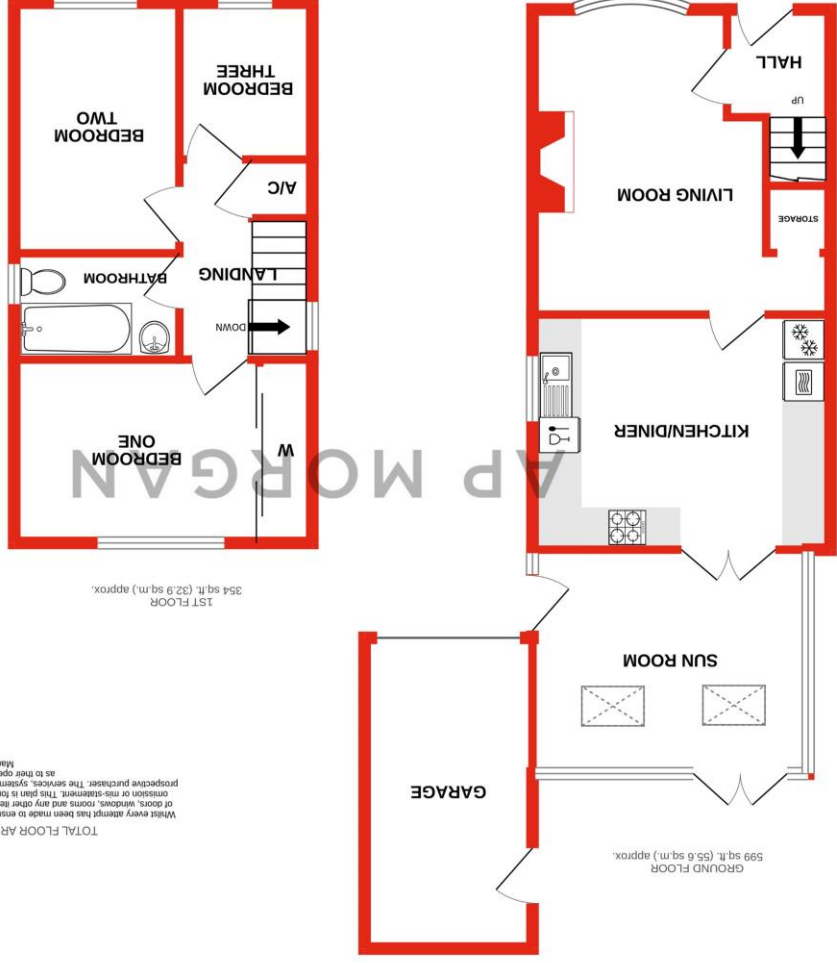 GROUND FLOOR
599 sq.ft. (55.6 sq.m.) approx.
GARAGE
SUN ROOM
KITCHEN/DINER
LIVING ROOM
STORAGE
UP
HALL
1ST FLOOR
354 sq.ft. (32.9 sq.m.) approx.
BEDROOM
ONE
W
DOWN
LANDING
BATHROOM
A/C
BEDROOM
TWO
BEDROOM
THREE
AP MORGAN
TOTAL FLOOR AR
Whilst every attempt has been made to ensu
of doors, windows, rooms and any other ite
omission or mis-statement. This plan is for
prospective purchaser. The services, system
as to their ope